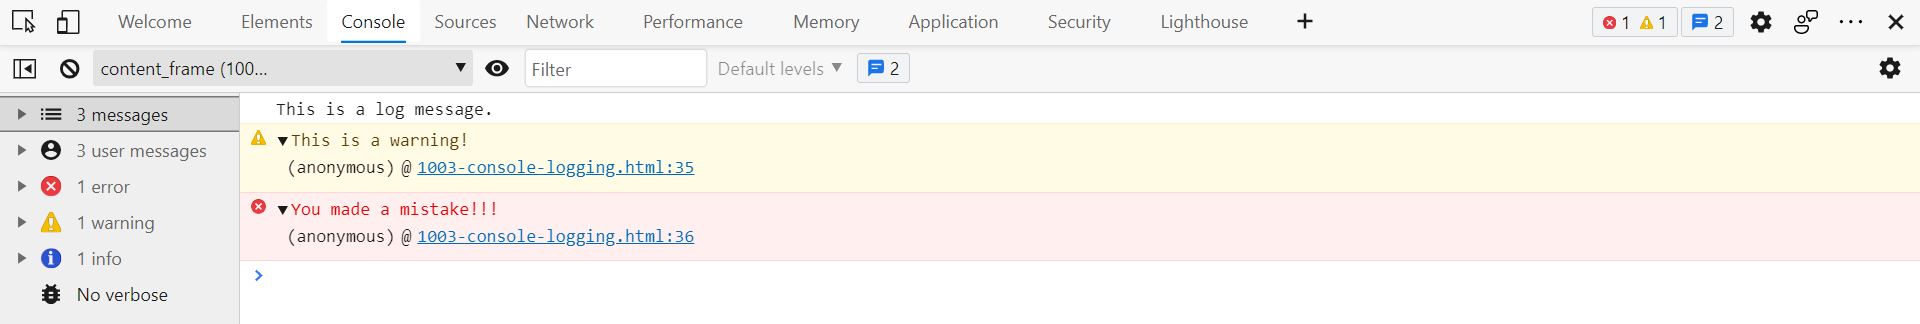 Welcome Elements Console Sources Network Performance Memory Application Security Lighthouse + 1 1 2
content_frame (100... Filter Default levels 2
3 messages
3 user messages
1 error
1 warning
1 info
No verbose
This is a log message.
This is a warning!
(anonymous) @ 1003-console-logging.html:35
You made a mistake!!!
(anonymous) @ 1003-console-logging.html:36